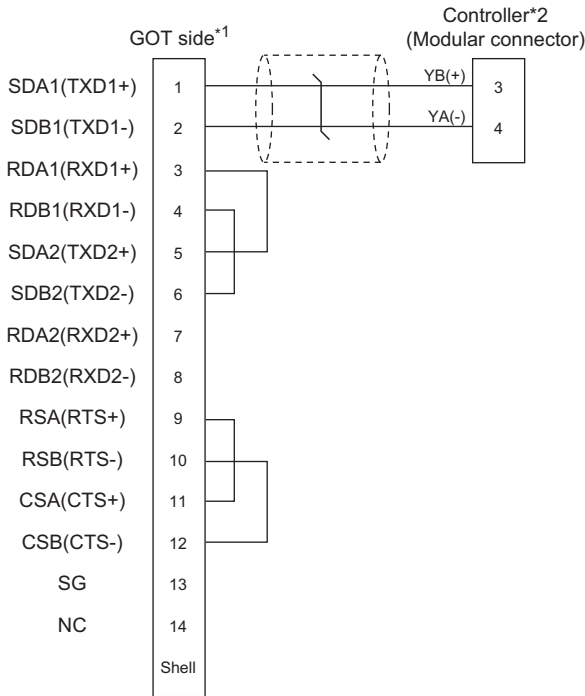 Controller*2
(Modular connector)
GOT side*1
SDA1(TXD1+) 1 YB(+) 3
SDB1(TXD1-) 2 YA(-) 4
RDA1(RXD1+) 3
RDB1(RXD1-) 4
SDA2(TXD2+) 5
SDB2(TXD2-) 6
RDA2(RXD2+) 7
RDB2(RXD2-) 8
RSA(RTS+) 9
RSB(RTS-) 10
CSA(CTS+) 11
CSB(CTS-) 12
SG 13
NC 14
Shell